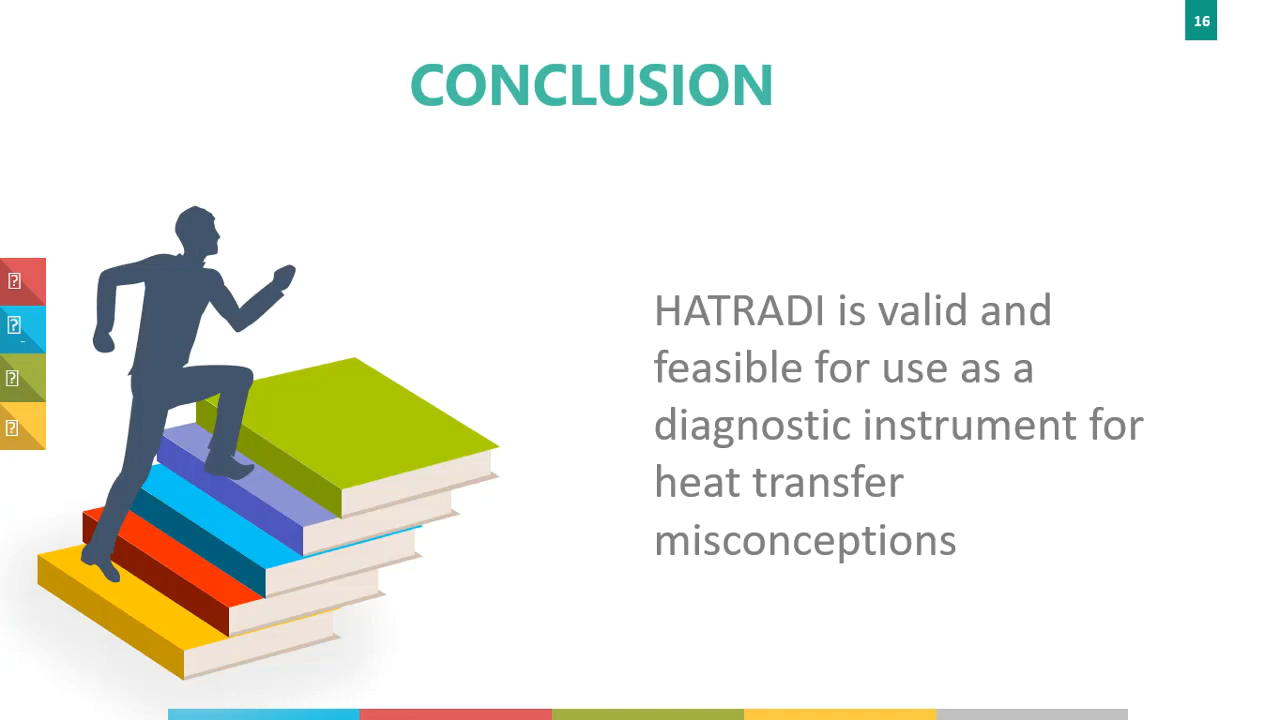 16
CONCLUSION
HATRADI is valid and
feasible for use as a
diagnostic instrument for
heat transfer
misconceptions